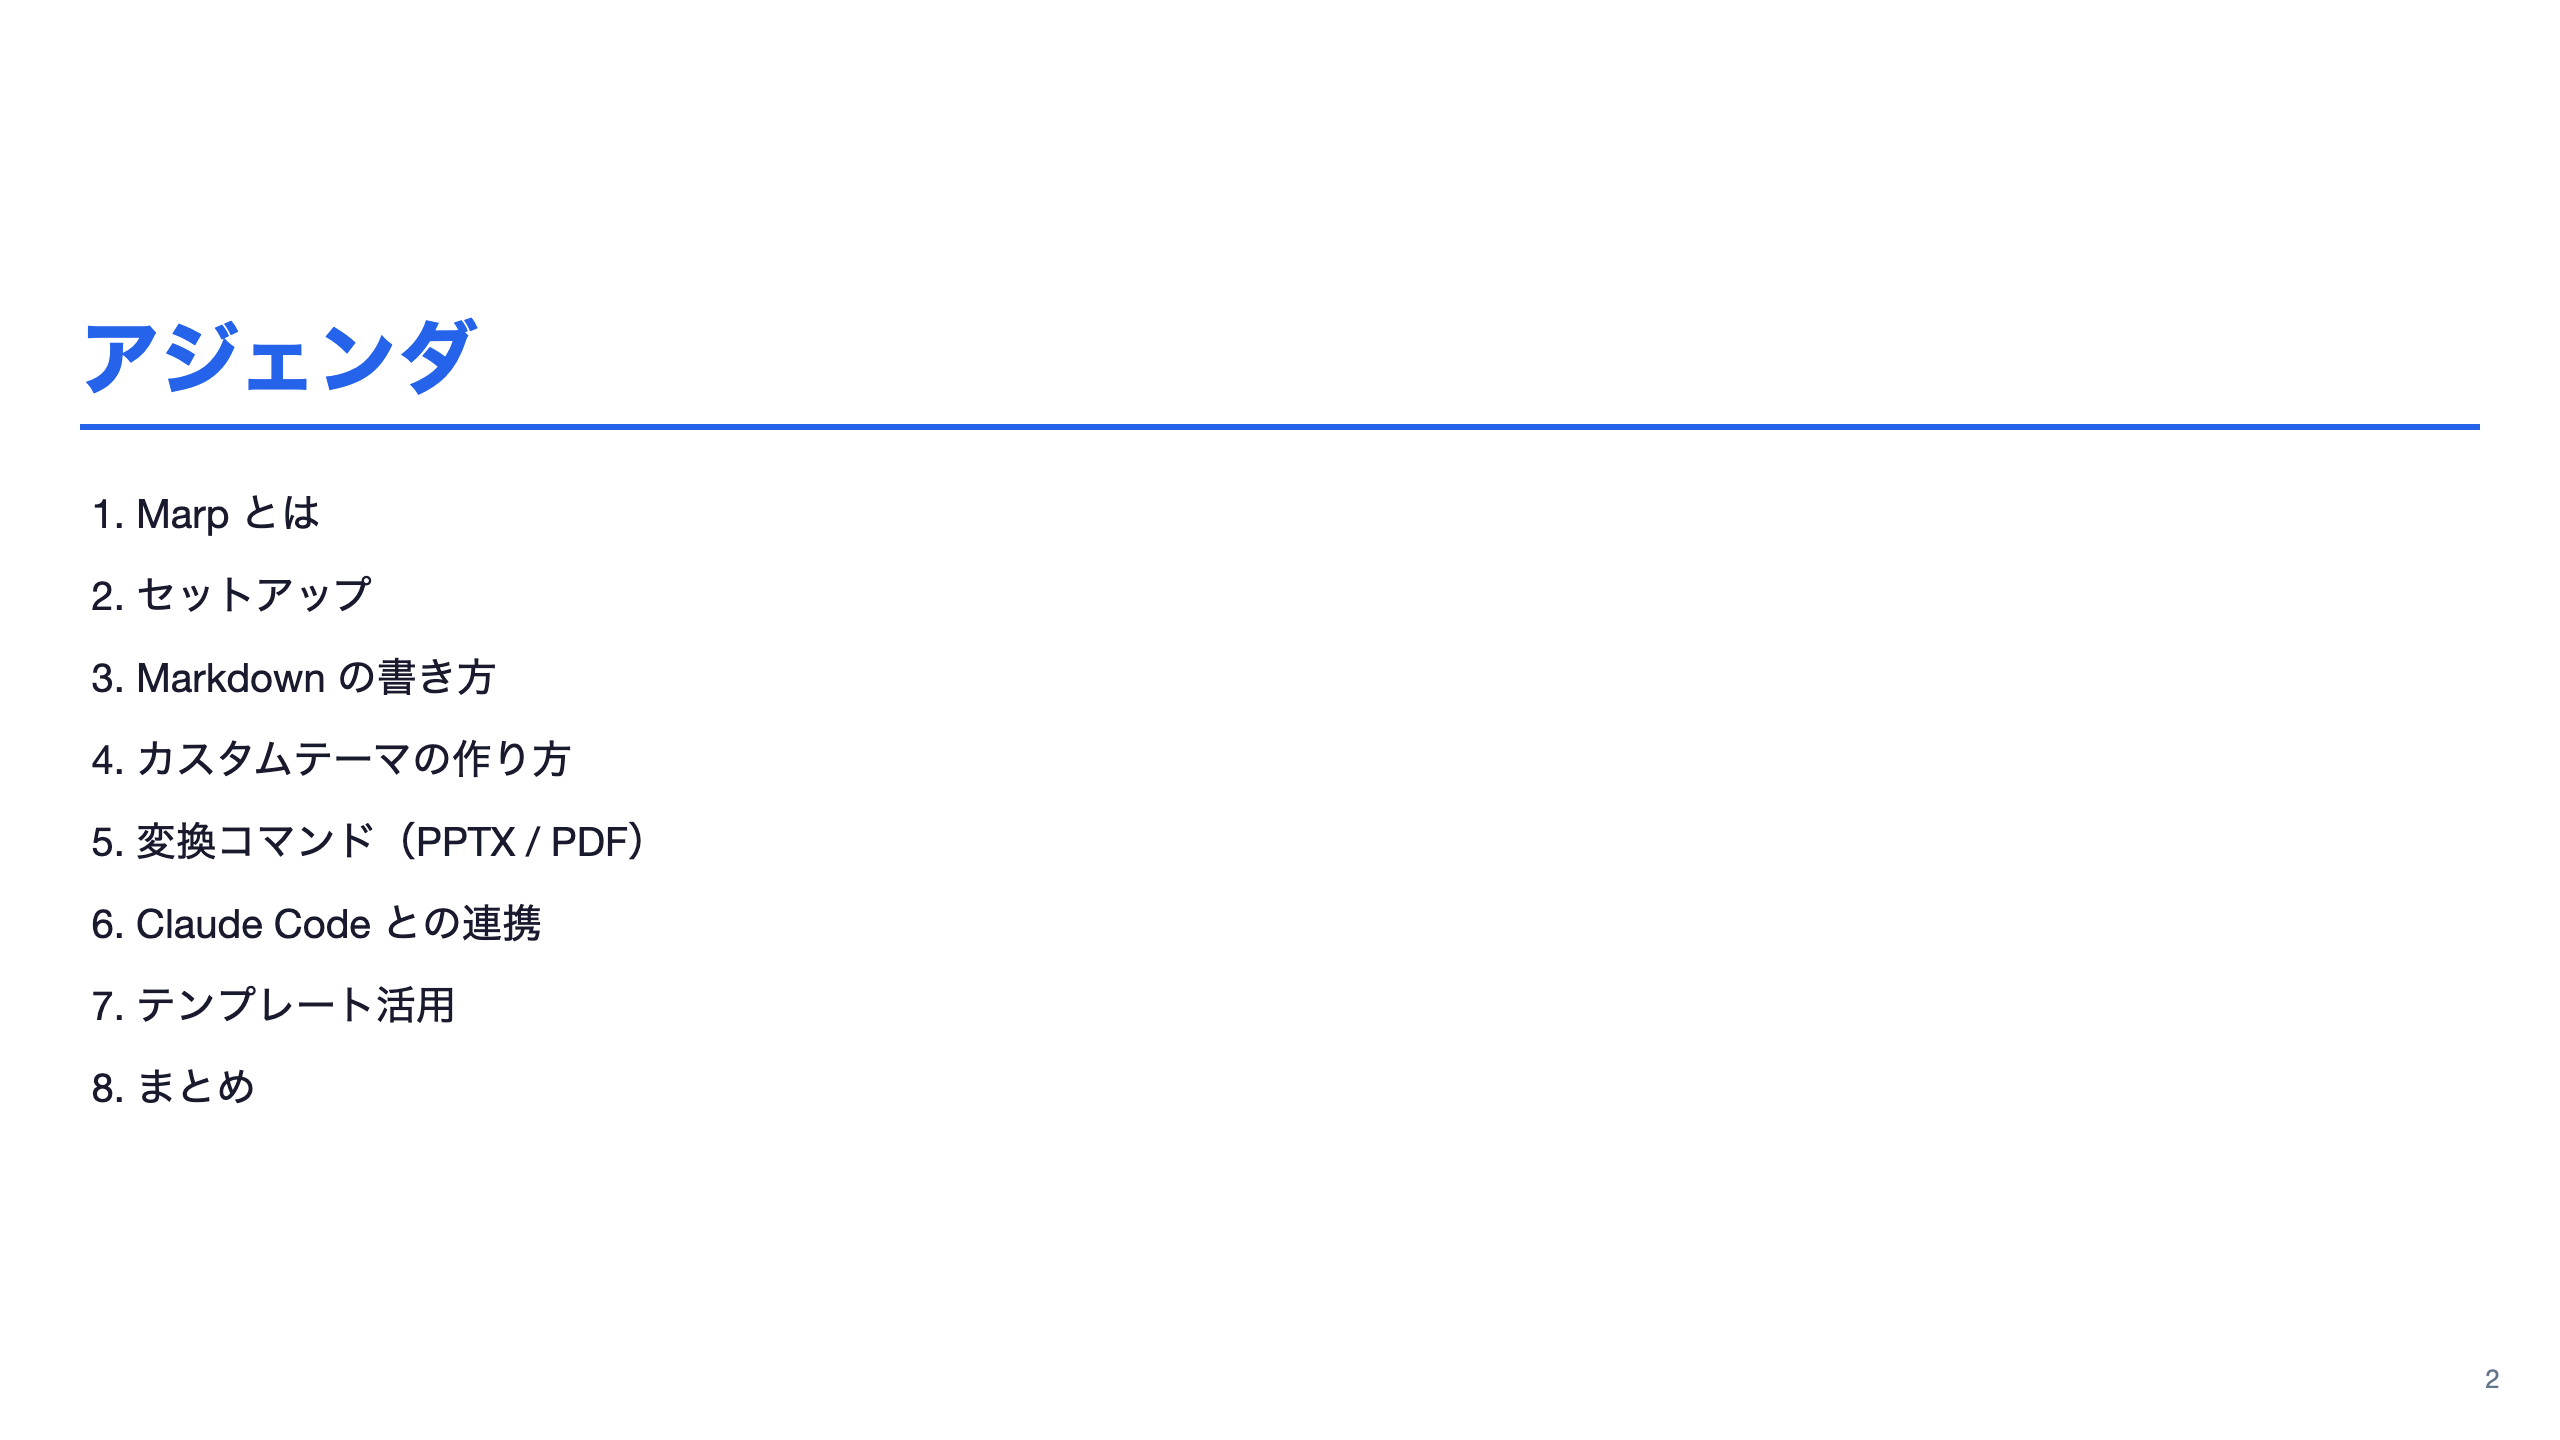 アジェンダ
1. Marp とは
2. セットアップ
3. Markdown の書き方
4. カスタムテーマの作り方
5. 変換コマンド（PPTX / PDF）
6. Claude Code との連携
7. テンプレート活用
8. まとめ
2